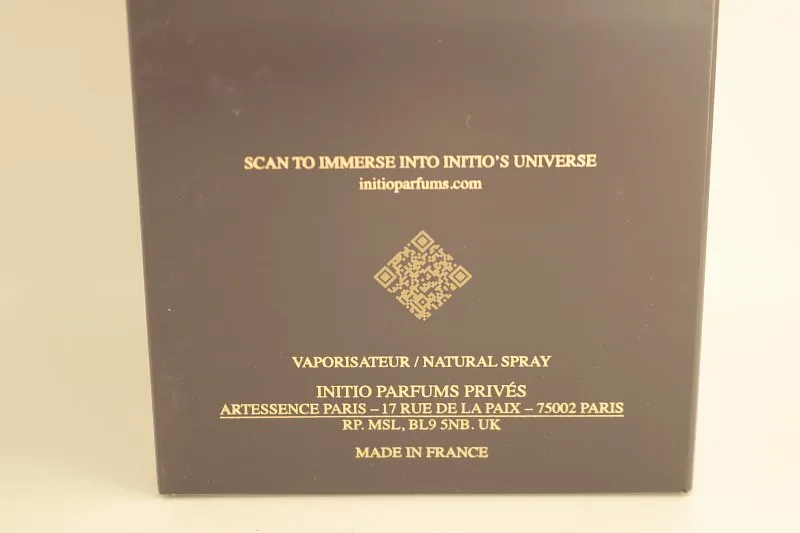 SCAN TO IMMERSE INTO INITIO'S UNIVERSE
initioparfums.com
VAPORISATEUR / NATURAL SPRAY
INITIO PARFUMS PRIVÉS
ARTESSENCE PARIS – 17 RUE DE LA PAIX – 75002 PARIS
RP. MSL, BL9 5NB. UK
MADE IN FRANCE